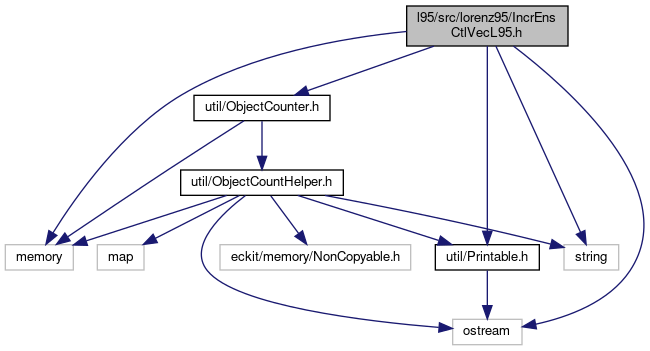 l95/src/lorenz95/IncrEns
CtlVecL95.h
util/ObjectCounter.h
util/ObjectCountHelper.h
memory
map
eckit/memory/NonCopyable.h
util/Printable.h
string
ostream